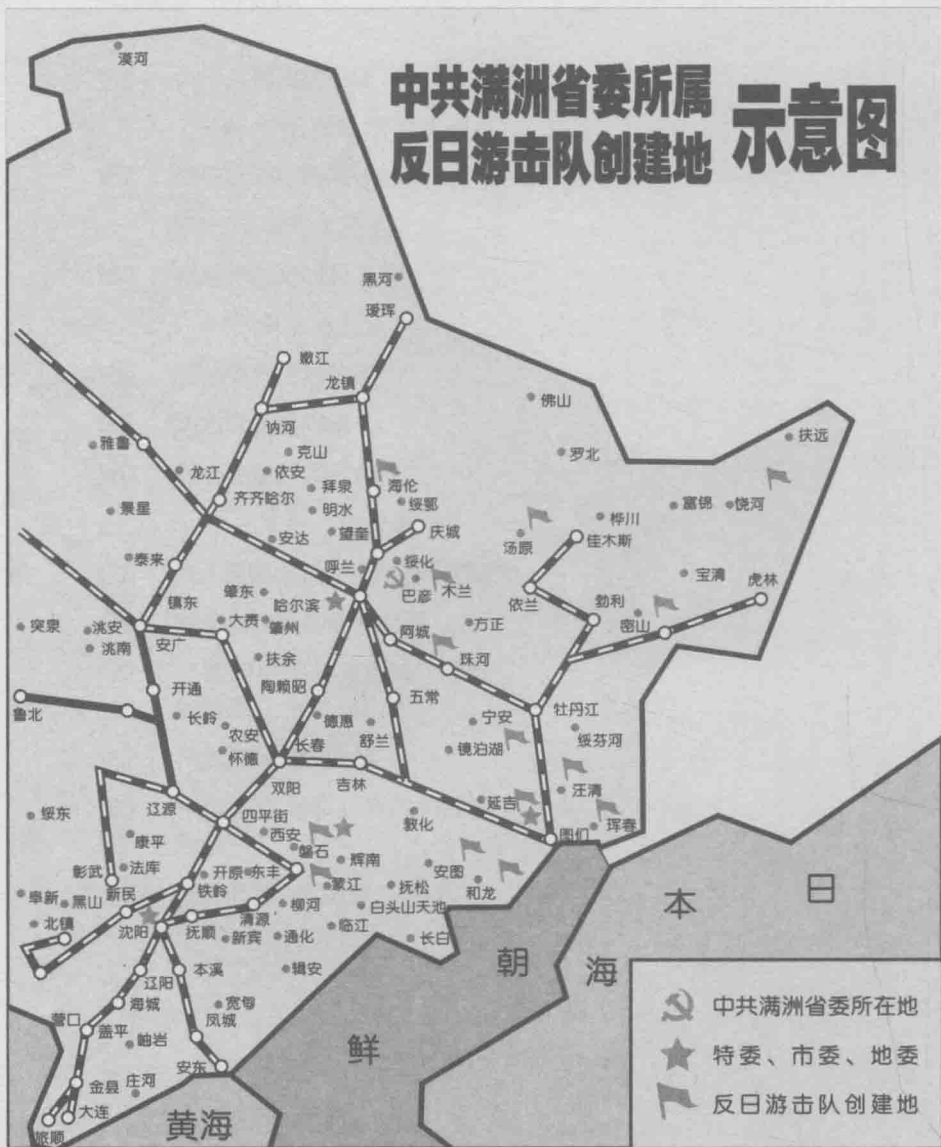 中共满洲省委所属
反日游击队创建地 示意图
漠河
黑河
瑷珲
嫩江
龙镇
讷河
佛山
扶远
雅鲁
龙江
克山
依安
罗北
齐齐哈尔
拜泉
海伦
景星
明水
绥鄂
富锦
饶河
望奎
庆城
桦川
汤原
佳木斯
安达
泰来
呼兰
绥化
宝清
虎林
肇东
巴彦
木兰
依兰
勃利
镇东
哈尔滨
密山
突泉
洮安
大赉
肇州
阿城
方正
洮南
安广
扶余
珠河
开通
陶赖昭
五常
牡丹江
鲁北
长龄
德惠
宁安
农安
舒兰
绥芬河
怀德
长春
镜泊湖
双阳
吉林
汪清
辽源
延吉
绥东
四平街
敦化
图们
珲春
康平
西安
磐石
辉南
安图
彰武
法库
开原
东丰
和龙
阜新
黑山
新民
铁龄
蒙江
抚松
北镇
清源
柳河
白头山天池
沈阳
抚顺
新宾
通化
临江
长白
本溪
辑安
辽阳
海城
宽甸
营口
盖平
凤城
岫岩
安东
金县
庄河
大连
旅顺
黄海
朝
鲜
日
本
海
中共满洲省委所在地
特委、市委、地委
反日游击队创建地